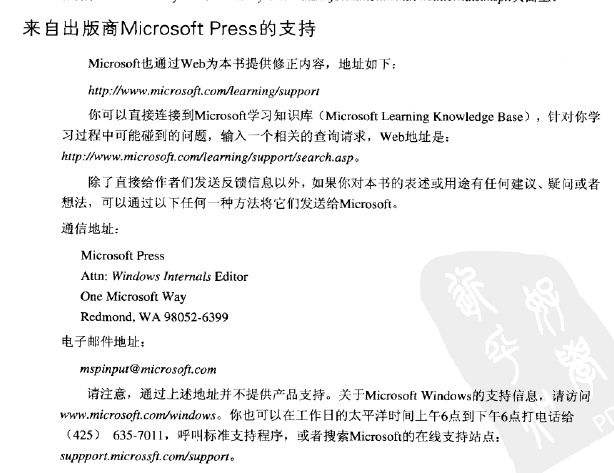 来自出版商Microsoft Press的支持
Microsoft也通过Web为本书提供修正内容，地址如下：
http://www.microsoft.com/learning/support
你可以直接连接到Microsoft学习知识库（Microsoft Learning Knowledge Base），针对你学
习过程中可能碰到的问题，输入一个相关的查询请求，Web地址是：
http://www.microsoft.com/learning/support/search.asp。
除了直接给作者们发送反馈信息以外，如果你对本书的表述或用途有任何建议、疑问或者
想法，可以通过以下任何一种方法将它们发送给Microsoft。
通信地址：
Microsoft Press
Attn: Windows Internals Editor
One Microsoft Way
Redmond, WA 98052-6399
电子邮件地址：
mspinput@microsoft.com
请注意，通过上述地址并不提供产品支持。关于Microsoft Windows的支持信息，请访问
www.microsoft.com/windows。你也可以在工作日的太平洋时间上午6点到下午6点打电话给
（425） 635-7011，呼叫标准支持程序，或者搜索Microsoft的在线支持站点：
suppport.microssft.com/support。